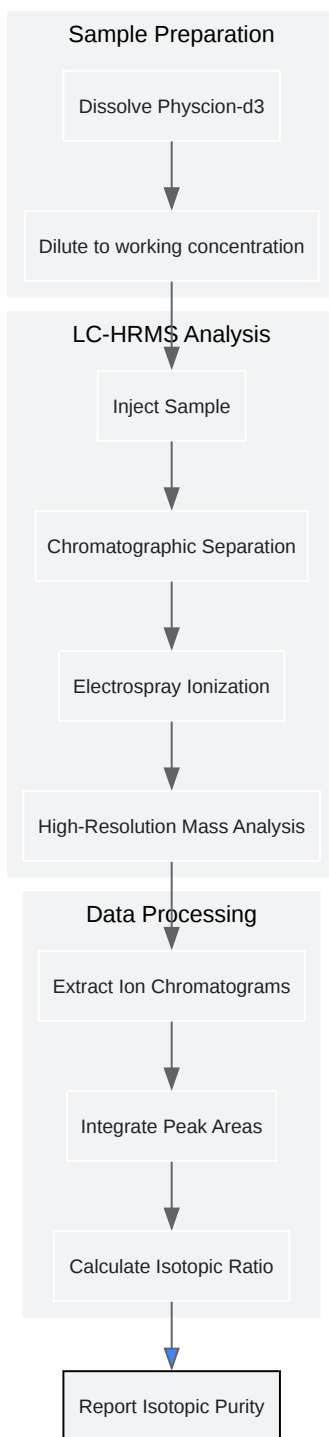 Sample Preparation
Dissolve Physcion-d3
Dilute to working concentration
LC-HRMS Analysis
Inject Sample
Chromatographic Separation
Electrospray Ionization
High-Resolution Mass Analysis
Data Processing
Extract Ion Chromatograms
Integrate Peak Areas
Calculate Isotopic Ratio
Report Isotopic Purity